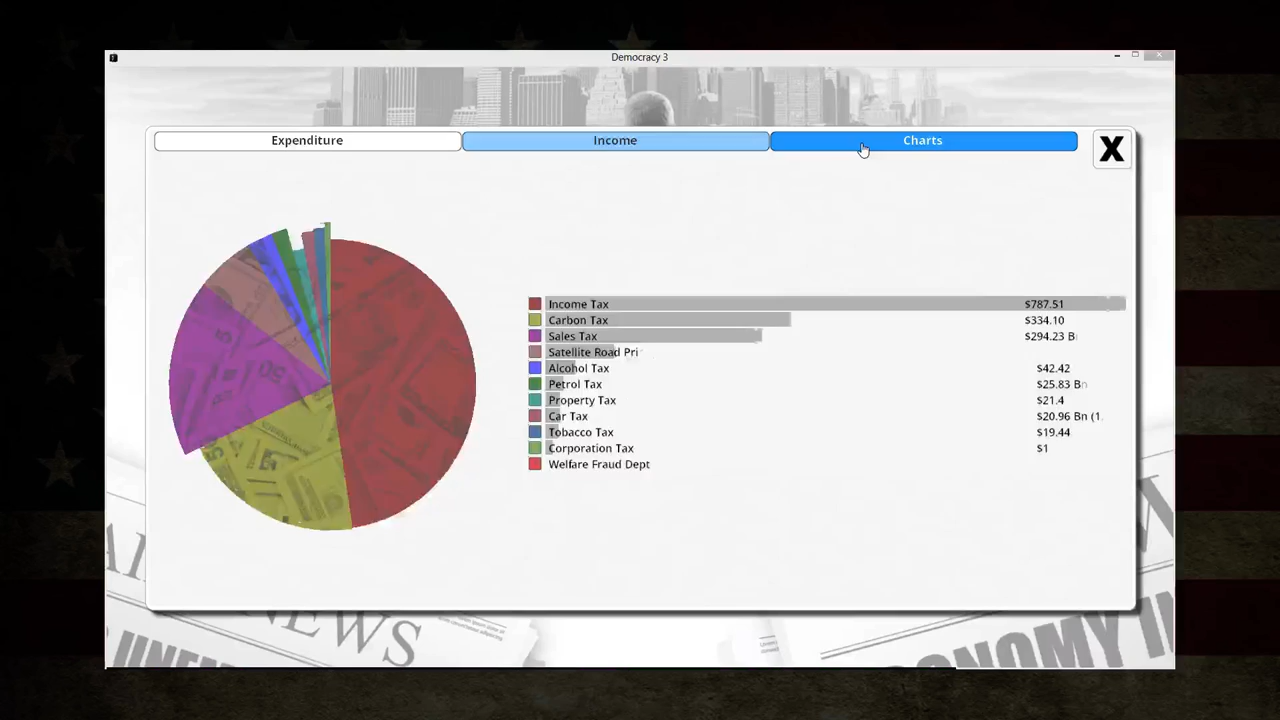 Democracy 3
Expenditure
Income
Charts
X
Income Tax $787.51
Carbon Tax $334.10
Sales Tax $294.23 B
Satellite Road Pri
Alcohol Tax $42.42
Petrol Tax $25.83 Bn
Property Tax $21.4
Car Tax $20.96 Bn (1.
Tobacco Tax $19.44
Corporation Tax $1
Welfare Fraud Dept
NEWS
ONOMY I